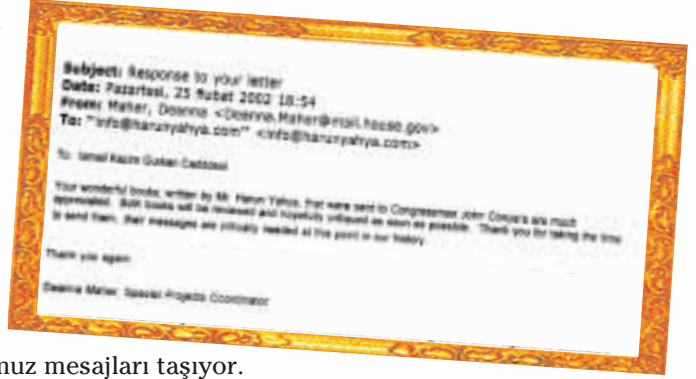 Subject: Response to your letter
Date: Pazartesi, 25 Şubat 2002 18:54
From: Maher, Deanna <Deanna.Maher@mail.house.gov>
To: "'info@harunyahya.com'" <info@harunyahya.com>
To: Ismail Kazim Gurkan Caddossi
Your wonderful books, written by Mr. Harun Yahya, that were sent to Congressman John Conyers are much
appreciated. Both books will be reviewed and hopefully utilized as soon as possible. Thank you for taking the time
to send them, their messages are critically needed at this point in our history.
Thank you again
Deanna Maher, Special Projects Coordinator
muz mesajları taşıyor.